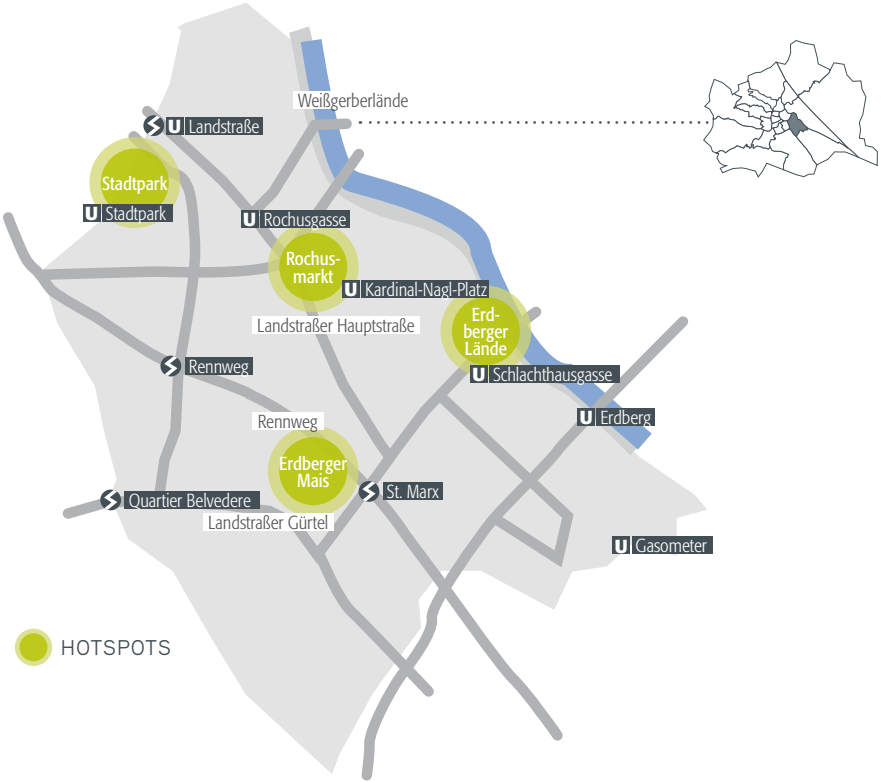 Weißgerberlände
U Landstraße
Stadtpark
U Stadtpark
U Rochusgasse
Rochus-
markt
U Kardinal-Nagl-Platz
Landstraßer Hauptstraße
Erd-
berger
Lände
Rennweg
U Schlachthausgasse
Rennweg
U Erdberg
Erdberger
Mais
St. Marx
Quartier Belvedere
Landstraßer Gürtel
U Gasometer
HOTSPOTS